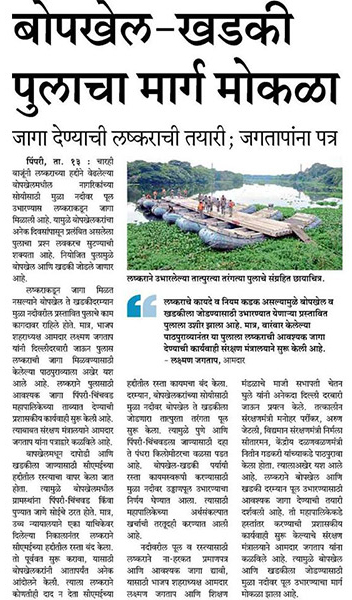 बोपखेल-खडकी
पुलाचा मार्ग मोकळा
जागा देण्याची लष्कराची तयारी; जगतापांना पत्र
पिंपरी, ता. १३ : चारही
बाजूंनी लष्कराच्या हद्दीने वेढलेल्या
बोपखेलमधील नागरिकांच्या
सोयीसाठी मुळा नदीवर पूल
उभारण्यास लष्कराकडून जागा
मिळाली आहे. यामुळे बोपखेलकरांचा
अनेक दिवसांपासून प्रलंबित असलेला
पुलाचा प्रश्न लवकरच सुटण्याची
शक्यता आहे. नियोजित पुलामुळे
बोपखेल आणि खडकी जोडले जाणार
आहे.
लष्कराकडून जागा मिळत
नसल्याने बोपखेल ते खडकीदरम्यान
मुळा नदीवरील प्रस्तावित पुलाचे काम
कागदावर राहिले होते. मात्र, भाजप
शहराध्यक्ष आमदार लक्ष्मण जगताप
यांनी दिल्लीदरबारी जाऊन पुलास
लष्कराची जागा मिळवण्यासाठी
केलेल्या पाठपुराव्याला अखेर यश
आले आहे. लष्कराने पुलासाठी
आवश्यक जागा पिंपरी-चिंचवड
महापालिकेच्या ताब्यात देण्याची
प्रशासकीय कार्यवाही सुरू केली आहे.
त्याबाबत संरक्षण मंत्रालयाने आमदार
जगताप यांना पत्राद्वारे कळविले आहे.
बापखेलमधून दापोडी आणि
खडकीला जाण्यासाठी सीएमईच्या
हद्दीतील रस्त्याचा वापर केला जात
होता. त्यामुळे बोपखेलमधील
ग्रामस्थांना पिंपरी-चिंचवड किंवा
पुण्यात जाणे सोईचे ठरत होते. मात्र,
उच्च न्यायालयाने एका याचिकेवर
दिलेल्या निकालानंतर लष्कराने
सीएमईच्या हद्दीतील रस्ता बंद केला.
तो पूर्ववत सुरू करावा, यासाठी
बोपखेलकरांनी आतापर्यंत अनेक
आंदोलने केली. त्याला लष्कराने
कोणतीही दाद न देता सीएमईच्या
लष्कराने उभारलेल्या तात्पुरत्या तरंगत्या पुलाचे संग्रहित छायाचित्र.
लष्कराचे कायदे व नियम कडक असल्यामुळे बोपखेल व
खडकीला जोडण्यासाठी उभारण्यात येणाऱ्या प्रस्तावित
पुलाला उशीर झाला आहे. मात्र, वारंवार केलेल्या
पाठपुराव्यानंतर या पुलाला लष्कराची आवश्यक जागा
देण्याची कार्यवाही संरक्षण मंत्रालयाने सुरू केली आहे.
- लक्ष्मण जगताप, आमदार
हद्दीतील रस्ता कायमचा बंद केला.
दरम्यान, बोपखेलकरांच्या सोयीसाठी
मुळा नदीवर बोपखेल ते खडकीला
जोडणारा तात्पुरता तरंगता पूल
सुरू केला. त्यामुळे पुणे आणि
पिंपरी-चिंचवडला जाण्यासाठी दहा
ते पंधरा किलोमीटरचा वळसा पडत
आहे. बोपखेल-खडकी पर्यायी
रस्ता कायमस्वरूपी करण्यासाठी
मुळा नदीवर उड्डाणपूल उभारण्याचा
निर्णय घेण्यात आला. त्यासाठी
महापालिकेच्या अर्थसंकल्पात
खर्चाची तरतूदही करण्यात आली
आहे.
नदीवरील पूल व रस्त्यासाठी
लष्कराने ना-हरकत प्रमाणपत्र
आणि आवश्यक जागा द्यावी,
यासाठी भाजप शहराध्यक्ष आमदार
लक्ष्मण जगताप आणि शिक्षण
मंडळाचे माजी सभापती चेतन
घुले यांनी अनेकदा दिल्ली दरबारी
जाऊन प्रयत्न केले. तत्कालीन
संरक्षणमंत्री मनोहर पर्रीकर, अरुण
जेटली, विद्यमान संरक्षणमंत्री निर्मला
सीतारमन, केंद्रीय दळणवळणमंत्री
नितीन गडकरी यांच्याकडे पाठपुरावा
केला होता. त्यालाअखेर यश आले
आहे. लष्कराने बोपखेल आणि
खडकी दरम्यान पूल उभारण्यासाठी
आवश्यक जागा देण्याची तयारी
दर्शवली आहे. तो महापालिकेकडे
हस्तांतर करण्याची प्रशासकीय
कार्यवाही सुरू केल्याचे संरक्षण
मंत्रालयाने आमदार जगताप यांना
कळविले आहे. त्यामुळे बोपखेल
आणि खडकीला जोडण्यासाठी
मुळा नदीवर पूल उभारण्याचा मार्ग
मोकळा झाला आहे.